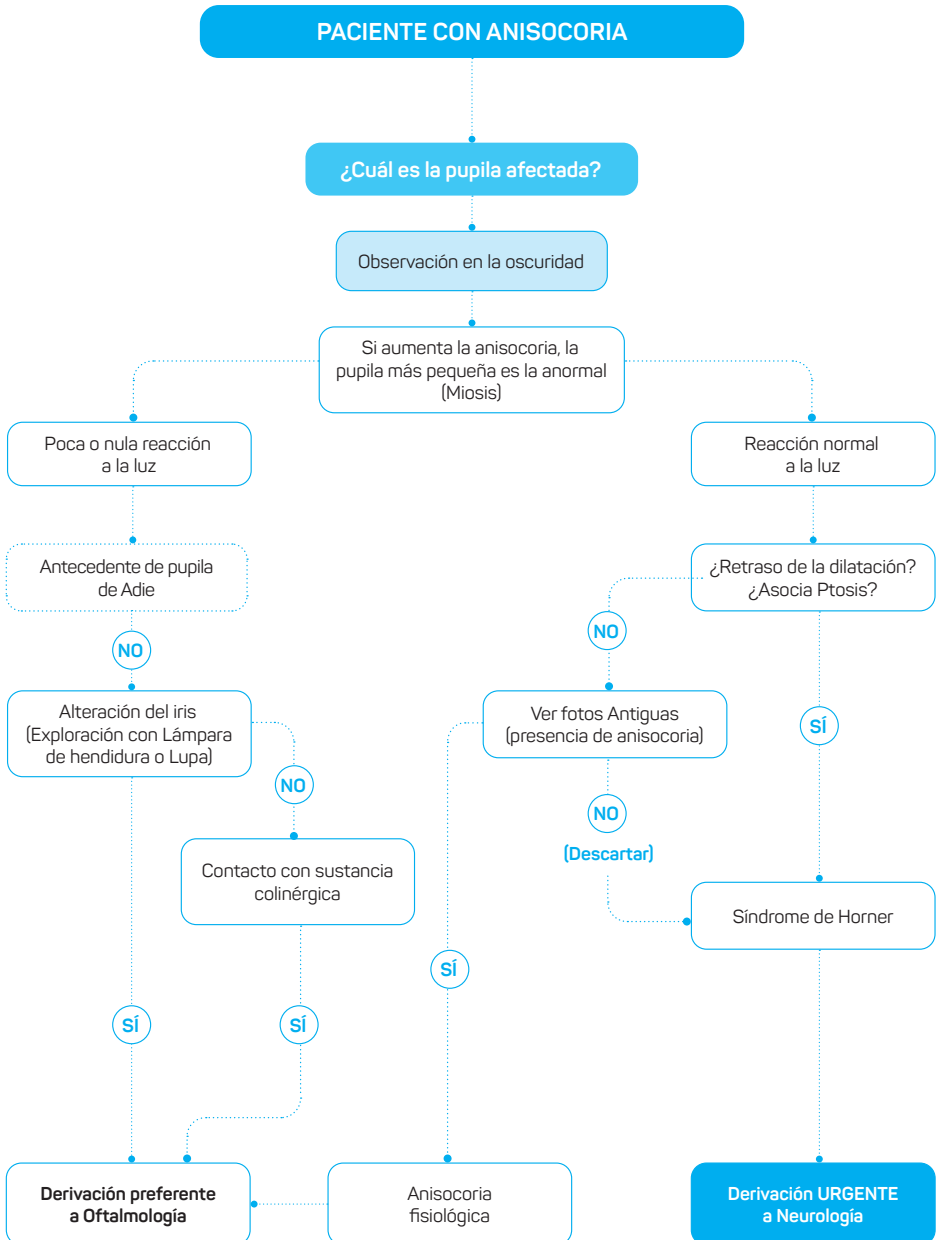 PACIENTE CON ANISOCORIA
¿Cuál es la pupila afectada?
Observación en la oscuridad
Si aumenta la anisocoria, la
pupila más pequeña es la anormal
(Miosis)
Poca o nula reacción
a la luz
Reacción normal
a la luz
Antecedente de pupila
de Adie
¿Retraso de la dilatación?
¿Asocia Ptosis?
NO
NO
Alteración del iris
(Exploración con Lámpara
de hendidura o Lupa)
Ver fotos Antiguas
(presencia de anisocoria)
SÍ
NO
NO
(Descartar)
Contacto con sustancia
colinérgica
Síndrome de Horner
SÍ
SÍ
SÍ
Derivación preferente
a Oftalmología
Anisocoria
fisiológica
Derivación URGENTE
a Neurología